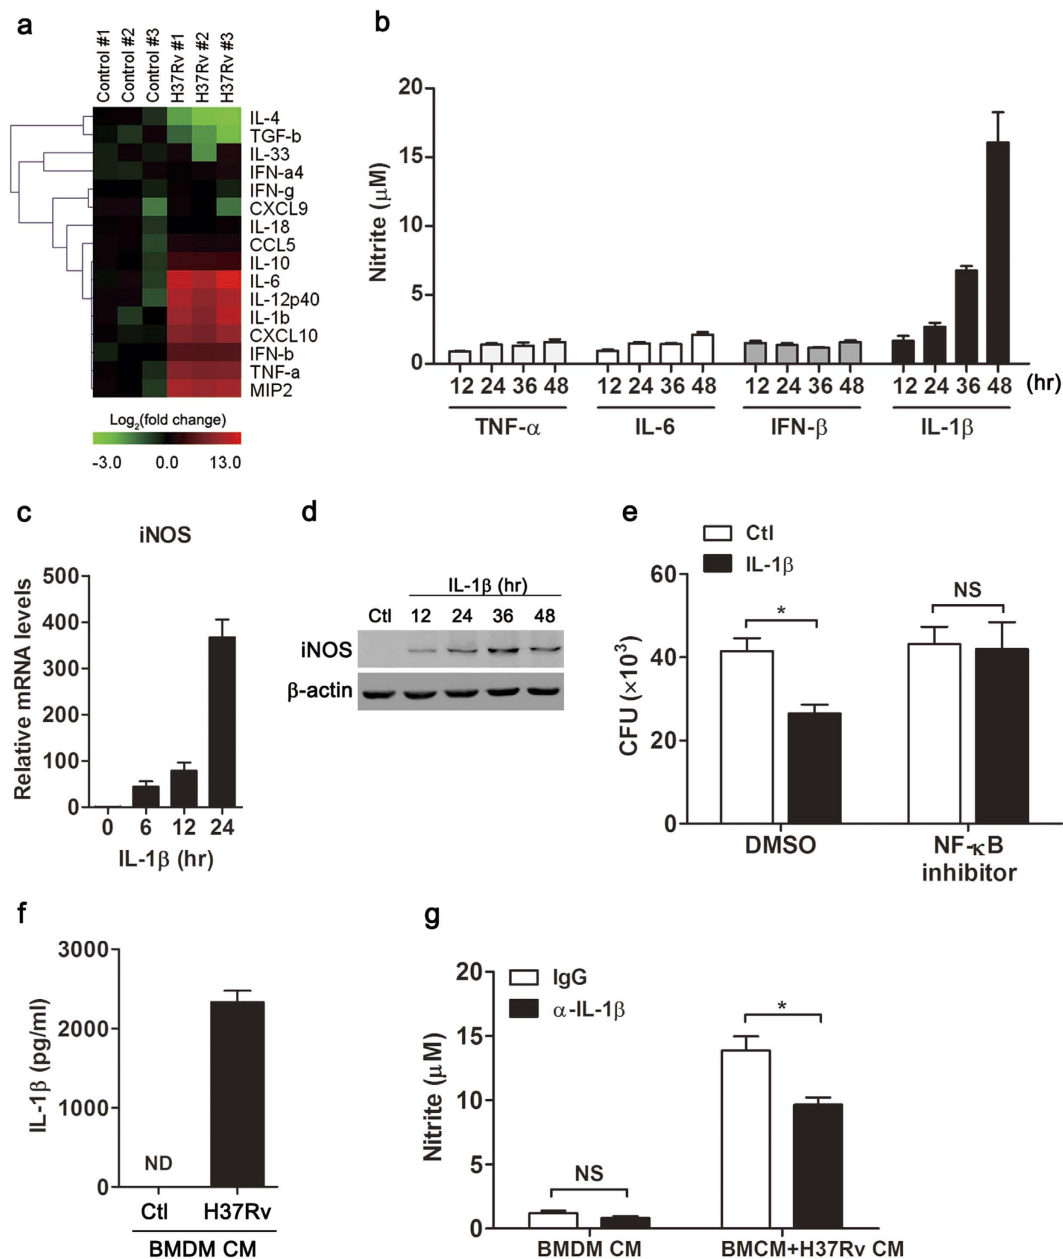 a
Control #1
Control #2
Control #3
H37Rv #1
H37Rv #2
H37Rv #3
IL-4
TGF-b
IL-33
IFN-a4
IFN-g
CXCL9
IL-18
CCL5
IL-10
IL-6
IL-12p40
IL-1b
CXCL10
IFN-b
TNF-a
MIP2
Log2(fold change)
-3.0 0.0 13.0
b
Nitrite (μM)
20
15
10
5
0
12 24 36 48 12 24 36 48 12 24 36 48 12 24 36 48 (hr)
TNF-α IL-6 IFN-β IL-1β
c
iNOS
Relative mRNA levels
500
400
300
200
100
0
0 6 12 24
IL-1β (hr)
d
IL-1β (hr)
Ctl 12 24 36 48
iNOS
β-actin
e
Ctl
IL-1β
CFU (×10³)
60
40
20
0
* NS
DMSO NF-κB
inhibitor
f
IL-1β (pg/ml)
3000
2000
1000
0
ND
Ctl H37Rv
BMDM CM
g
IgG
α-IL-1β
Nitrite (μM)
20
15
10
5
0
NS *
BMDM CM BMCM+H37Rv CM